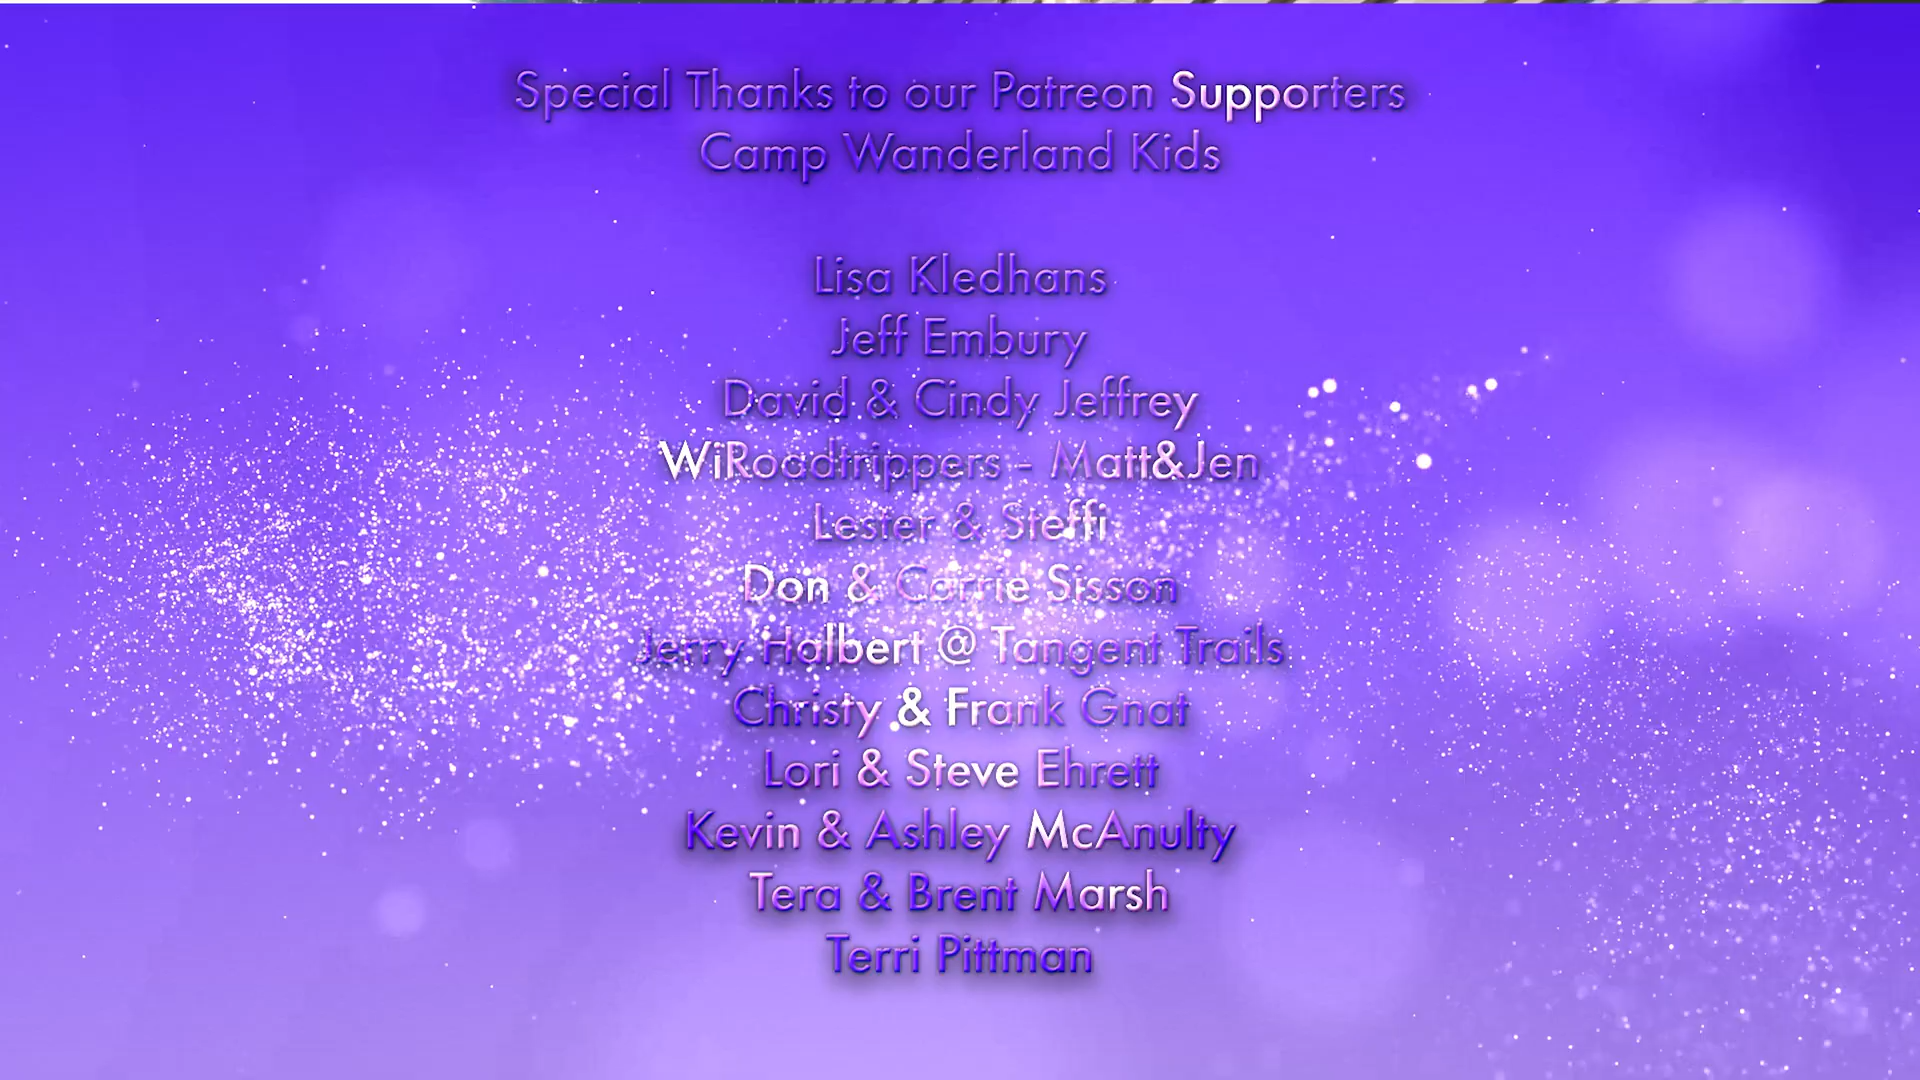 Special Thanks to our Patreon Supporters
Camp Wanderland Kids
Lisa Kledhans
Jeff Embury
David & Cindy Jeffrey
WiRoadtrippers - Matt&Jen
Lester & Steffi
Don & Carrie Sisson
Jerry Halbert @ Tangent Trails
Christy & Frank Gnat
Lori & Steve Ehrett
Kevin & Ashley McAnulty
Tera & Brent Marsh
Terri Pittman